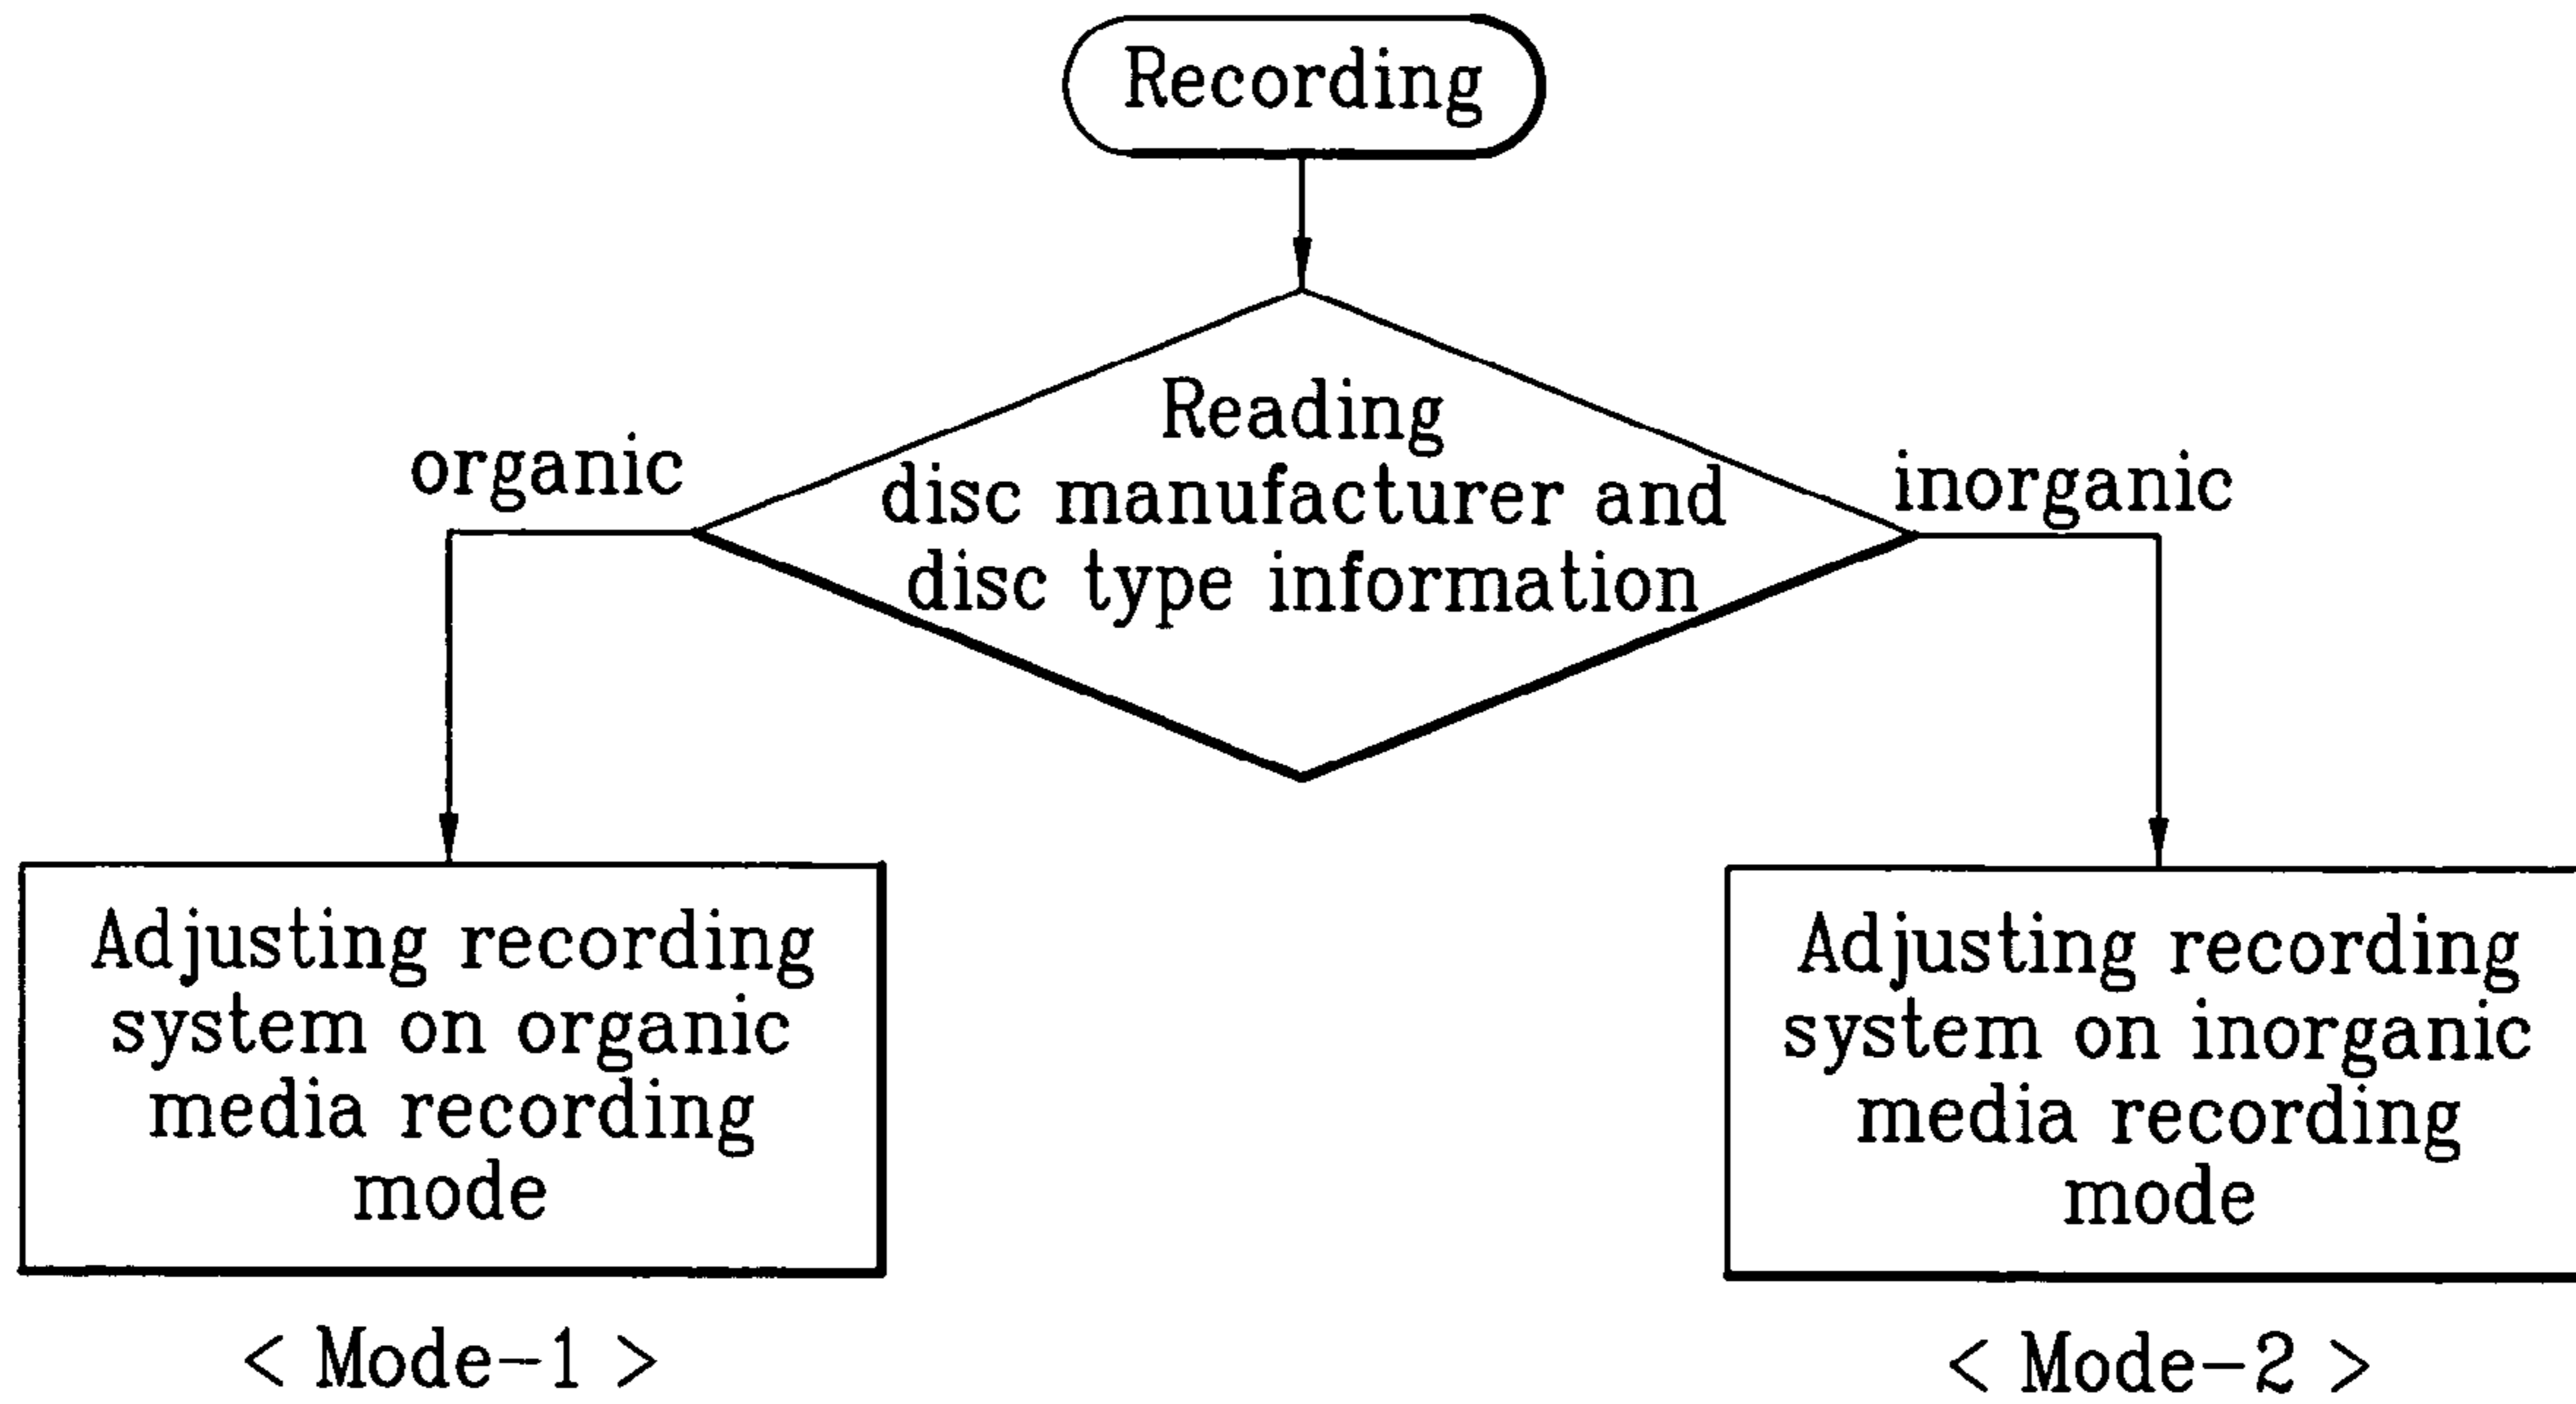 Recording
Reading
disc manufacturer and
disc type information
organic
inorganic
Adjusting recording
system on organic
media recording
mode
< Mode-1 >
Adjusting recording
system on inorganic
media recording
mode
< Mode-2 >